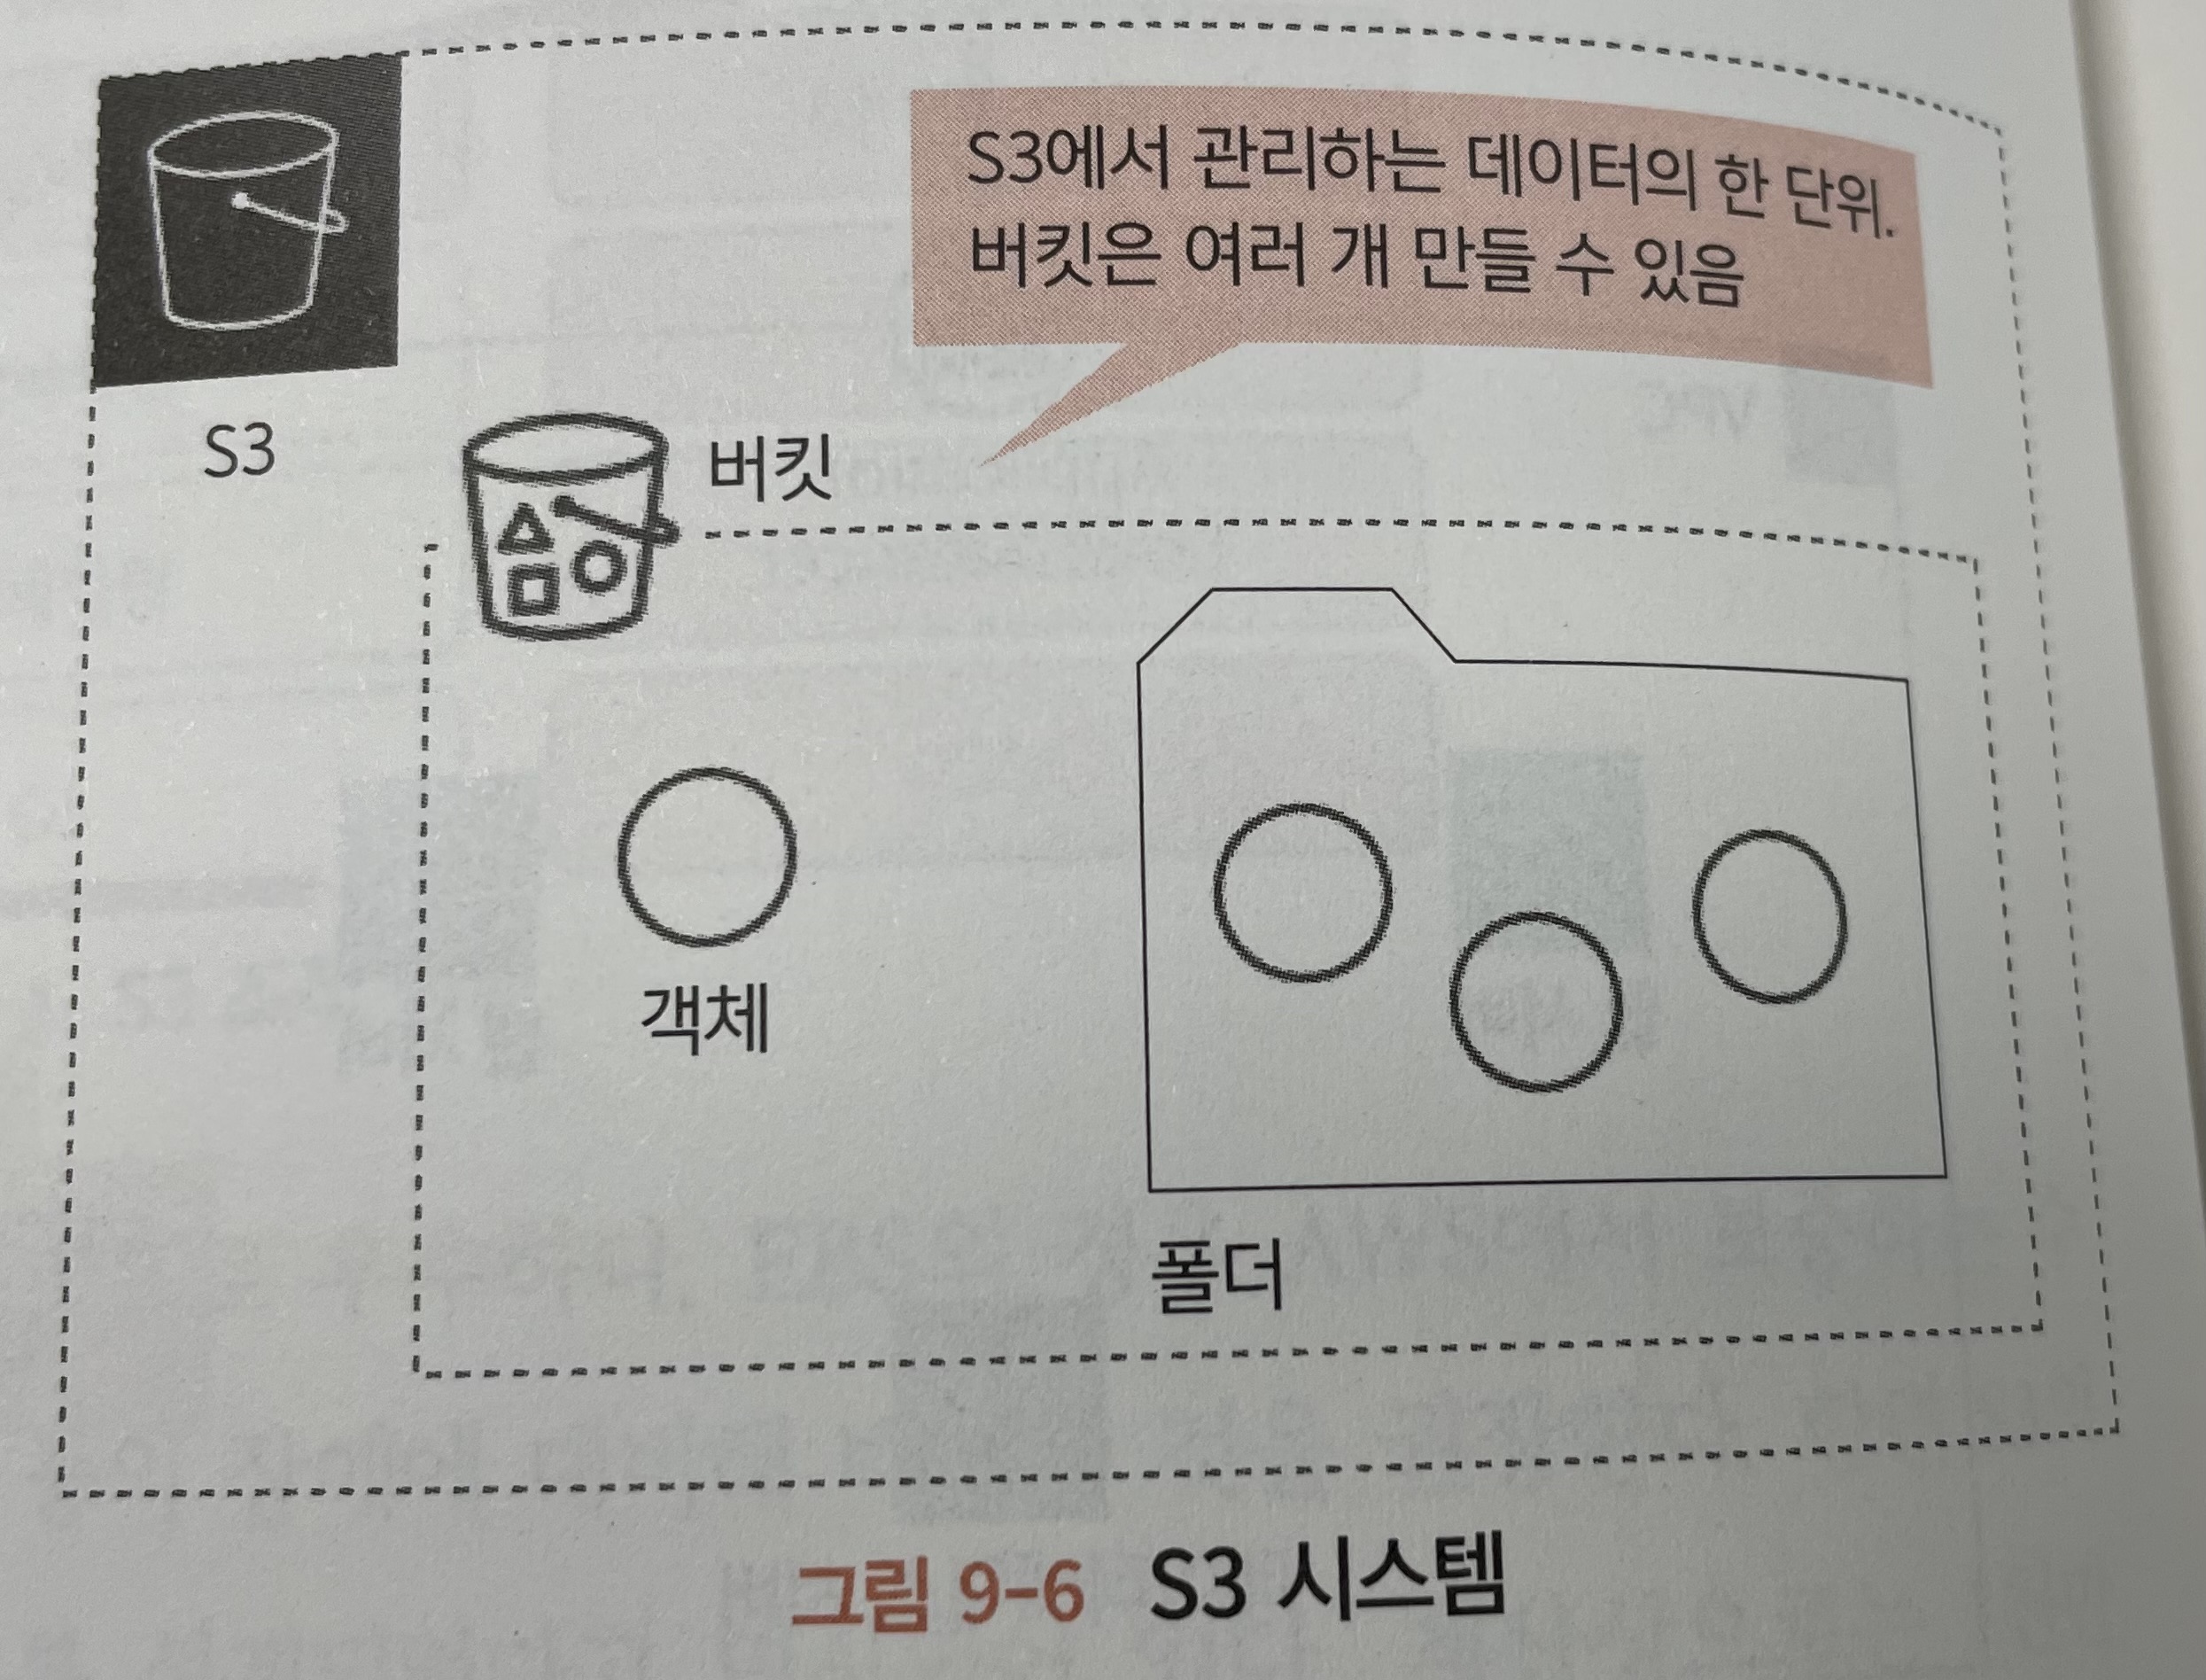 S3에서 관리하는 데이터의 한 단위.
버킷은 여러 개 만들 수 있음
S3
버킷
객체
폴더
그림 9-6 S3 시스템